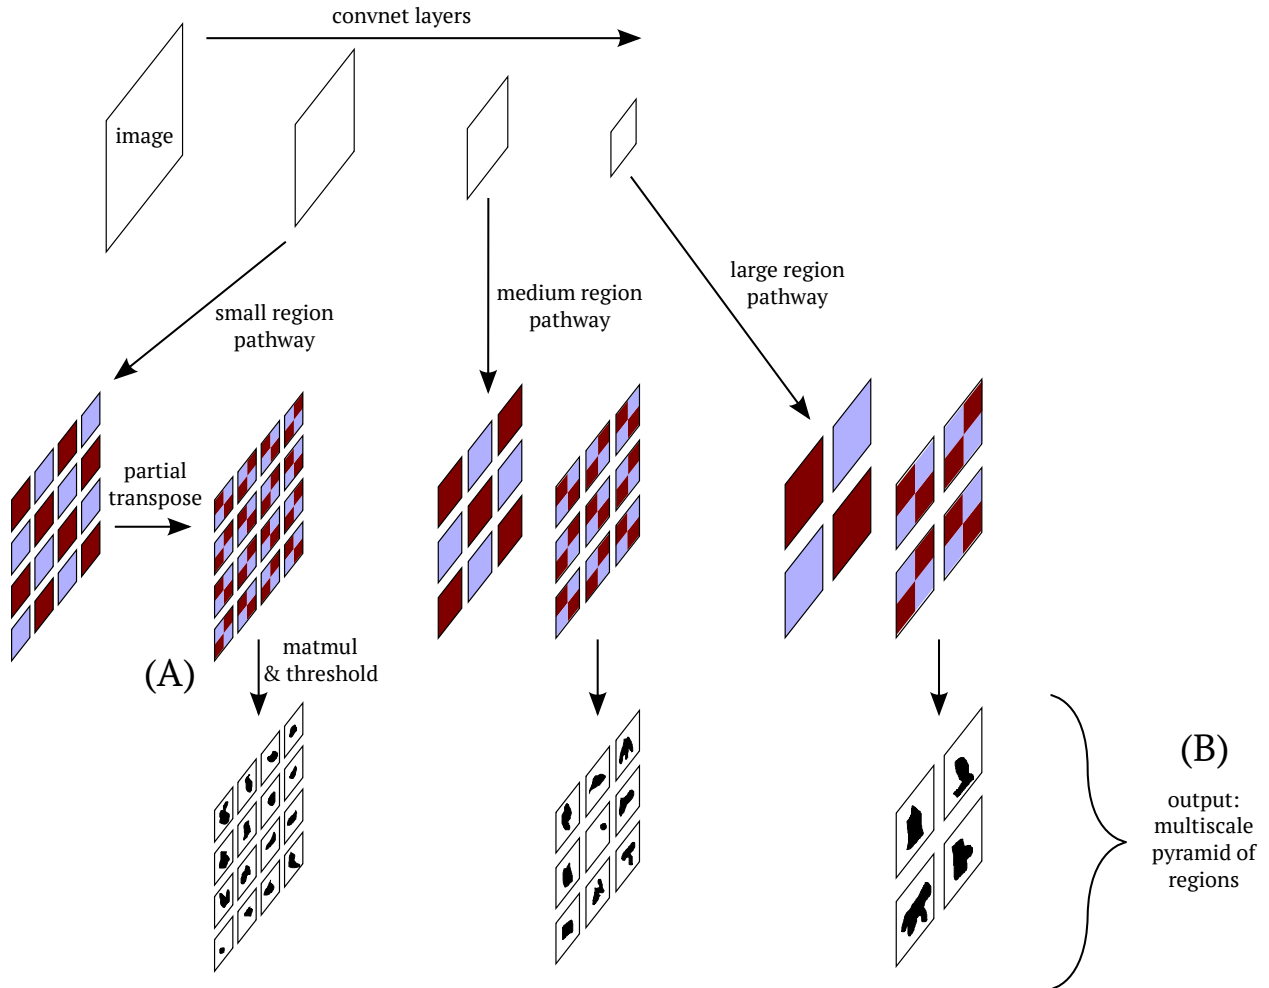 convnet layers
image
small region
pathway
medium region
pathway
large region
pathway
partial
transpose
(A)
matmul
& threshold
(B)
output:
multiscale
pyramid of
regions